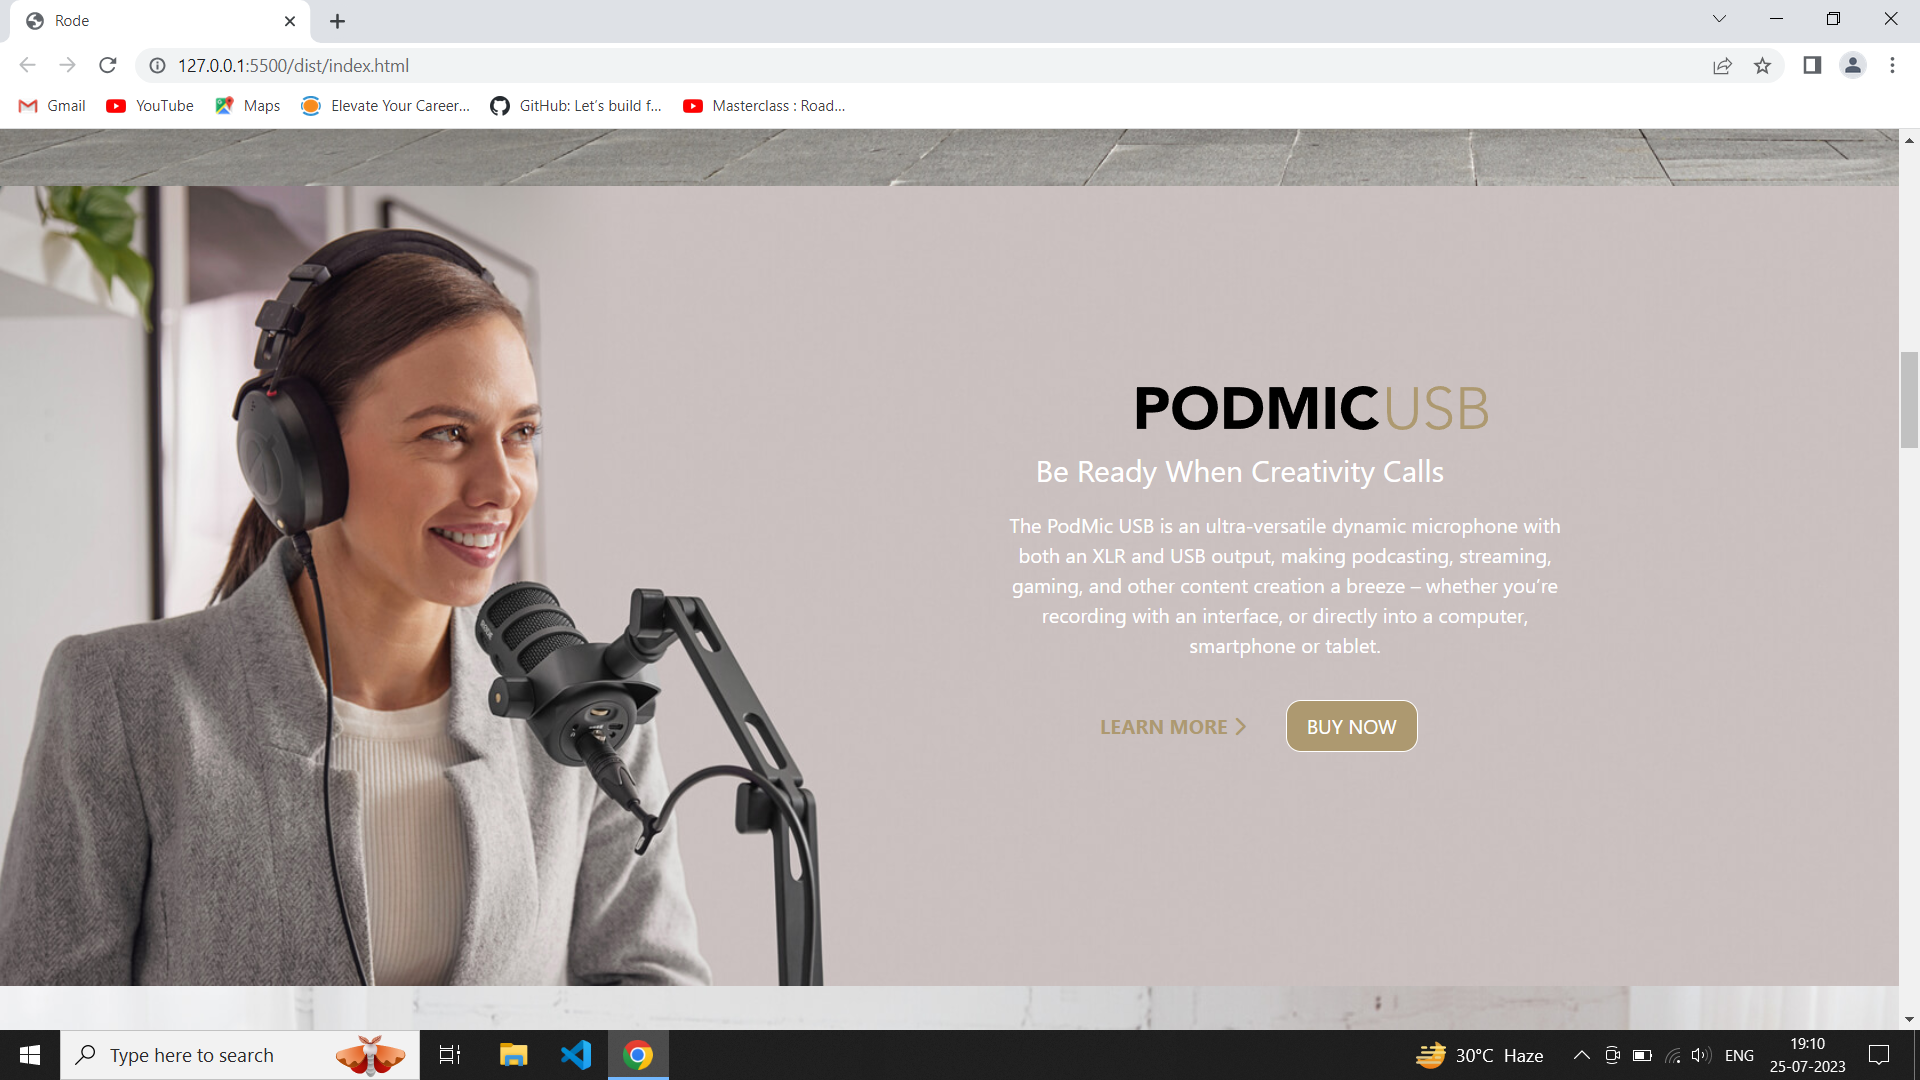 Rode
127.0.0.1:5500/dist/index.html
Gmail
YouTube
Maps
Elevate Your Career...
GitHub: Let's build f...
Masterclass : Road...
PODMICUSB
Be Ready When Creativity Calls
The PodMic USB is an ultra-versatile dynamic microphone with
both an XLR and USB output, making podcasting, streaming,
gaming, and other content creation a breeze – whether you're
recording with an interface, or directly into a computer,
smartphone or tablet.
LEARN MORE
BUY NOW
Type here to search
30°C Haze
ENG
19:10
25-07-2023